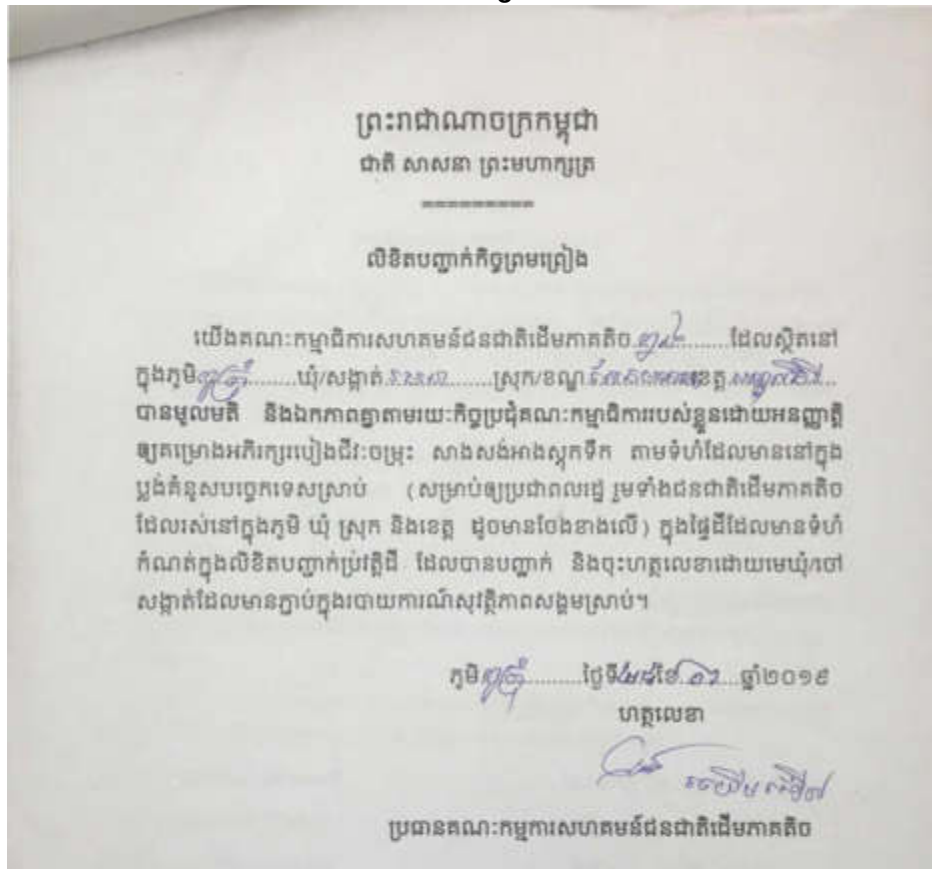 ព្រះរាជាណាចក្រកម្ពុជា
ជាតិ សាសនា ព្រះមហាក្សត្រ
=========
លិខិតបញ្ជាក់កិច្ចព្រមព្រៀង
យើងគណៈកម្មាធិការសហគមន៍ជនជាតិដើមភាគតិច ........ដែលស្ថិតនៅ
ក្នុងភូមិ.........ឃុំ/សង្កាត់ ........ស្រុក/ខណ្ឌ ខេត្ត ...
បានមូលមតិ និងឯកភាពគ្នាតាមរយៈកិច្ចប្រជុំគណៈកម្មាធិការរបស់ខ្លួនដោយអនញ្ញាត្តិ
ឲ្យគម្រោងអភិរក្សរបៀងជីវៈចម្រុះ សាងសង់អាងស្តុកទឹក តាមទំហំដែលមាននៅក្នុង
ប្លង់គំនូសបច្ចេកទេសស្រាប់ (សម្រាប់ឲ្យប្រជាពលរដ្ឋ រួមទាំងជនជាតិដើមភាគតិច
ដែលរស់នៅក្នុងភូមិ ឃុំ ស្រុក និងខេត្ត ដូចមានចែងខាងលើ) ក្នុងផ្ទៃដីដែលមានទំហំ
កំណត់ក្នុងលិខិតបញ្ជាក់ប្រវត្តិដី ដែលបានបញ្ជាក់ និងចុះហត្ថលេខាដោយមេឃុំ/ចៅ
សង្កាត់ដែលមានភ្ជាប់ក្នុងរបាយការណ៍សុវត្ថិភាពសង្គមស្រាប់។
ភូមិ .........ថ្ងៃទី ខែ ...ឆ្នាំ២០១៩
ហត្ថលេខា
ប្រធានគណៈកម្មការសហគមន៍ជនជាតិដើមភាគតិច